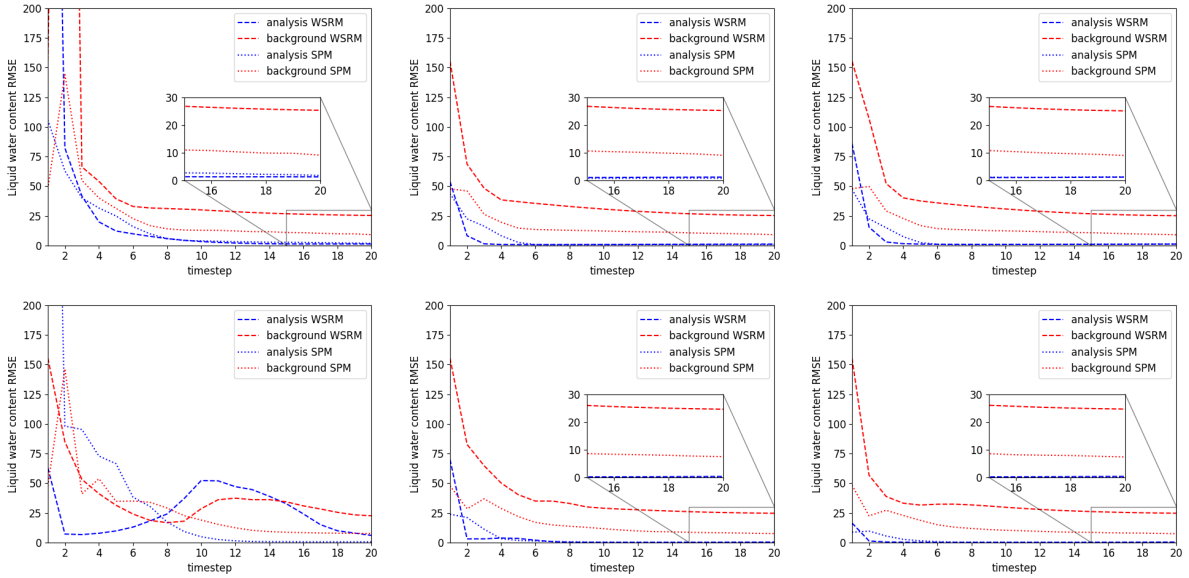 200
175
150
125
100
75
50
25
0
Liquid water content RMSE
analysis WSRM
background WSRM
analysis SPM
background SPM
30
20
10
0
16 18 20
2 4 6 8 10 12 14 16 18 20
timestep
200
175
150
125
100
75
50
25
0
Liquid water content RMSE
analysis WSRM
background WSRM
analysis SPM
background SPM
30
20
10
0
16 18 20
2 4 6 8 10 12 14 16 18 20
timestep
200
175
150
125
100
75
50
25
0
Liquid water content RMSE
analysis WSRM
background WSRM
analysis SPM
background SPM
30
20
10
0
16 18 20
2 4 6 8 10 12 14 16 18 20
timestep
200
175
150
125
100
75
50
25
0
Liquid water content RMSE
analysis WSRM
background WSRM
analysis SPM
background SPM
2 4 6 8 10 12 14 16 18 20
timestep
200
175
150
125
100
75
50
25
0
Liquid water content RMSE
analysis WSRM
background WSRM
analysis SPM
background SPM
30
20
10
0
16 18 20
2 4 6 8 10 12 14 16 18 20
timestep
200
175
150
125
100
75
50
25
0
Liquid water content RMSE
analysis WSRM
background WSRM
analysis SPM
background SPM
30
20
10
0
16 18 20
2 4 6 8 10 12 14 16 18 20
timestep